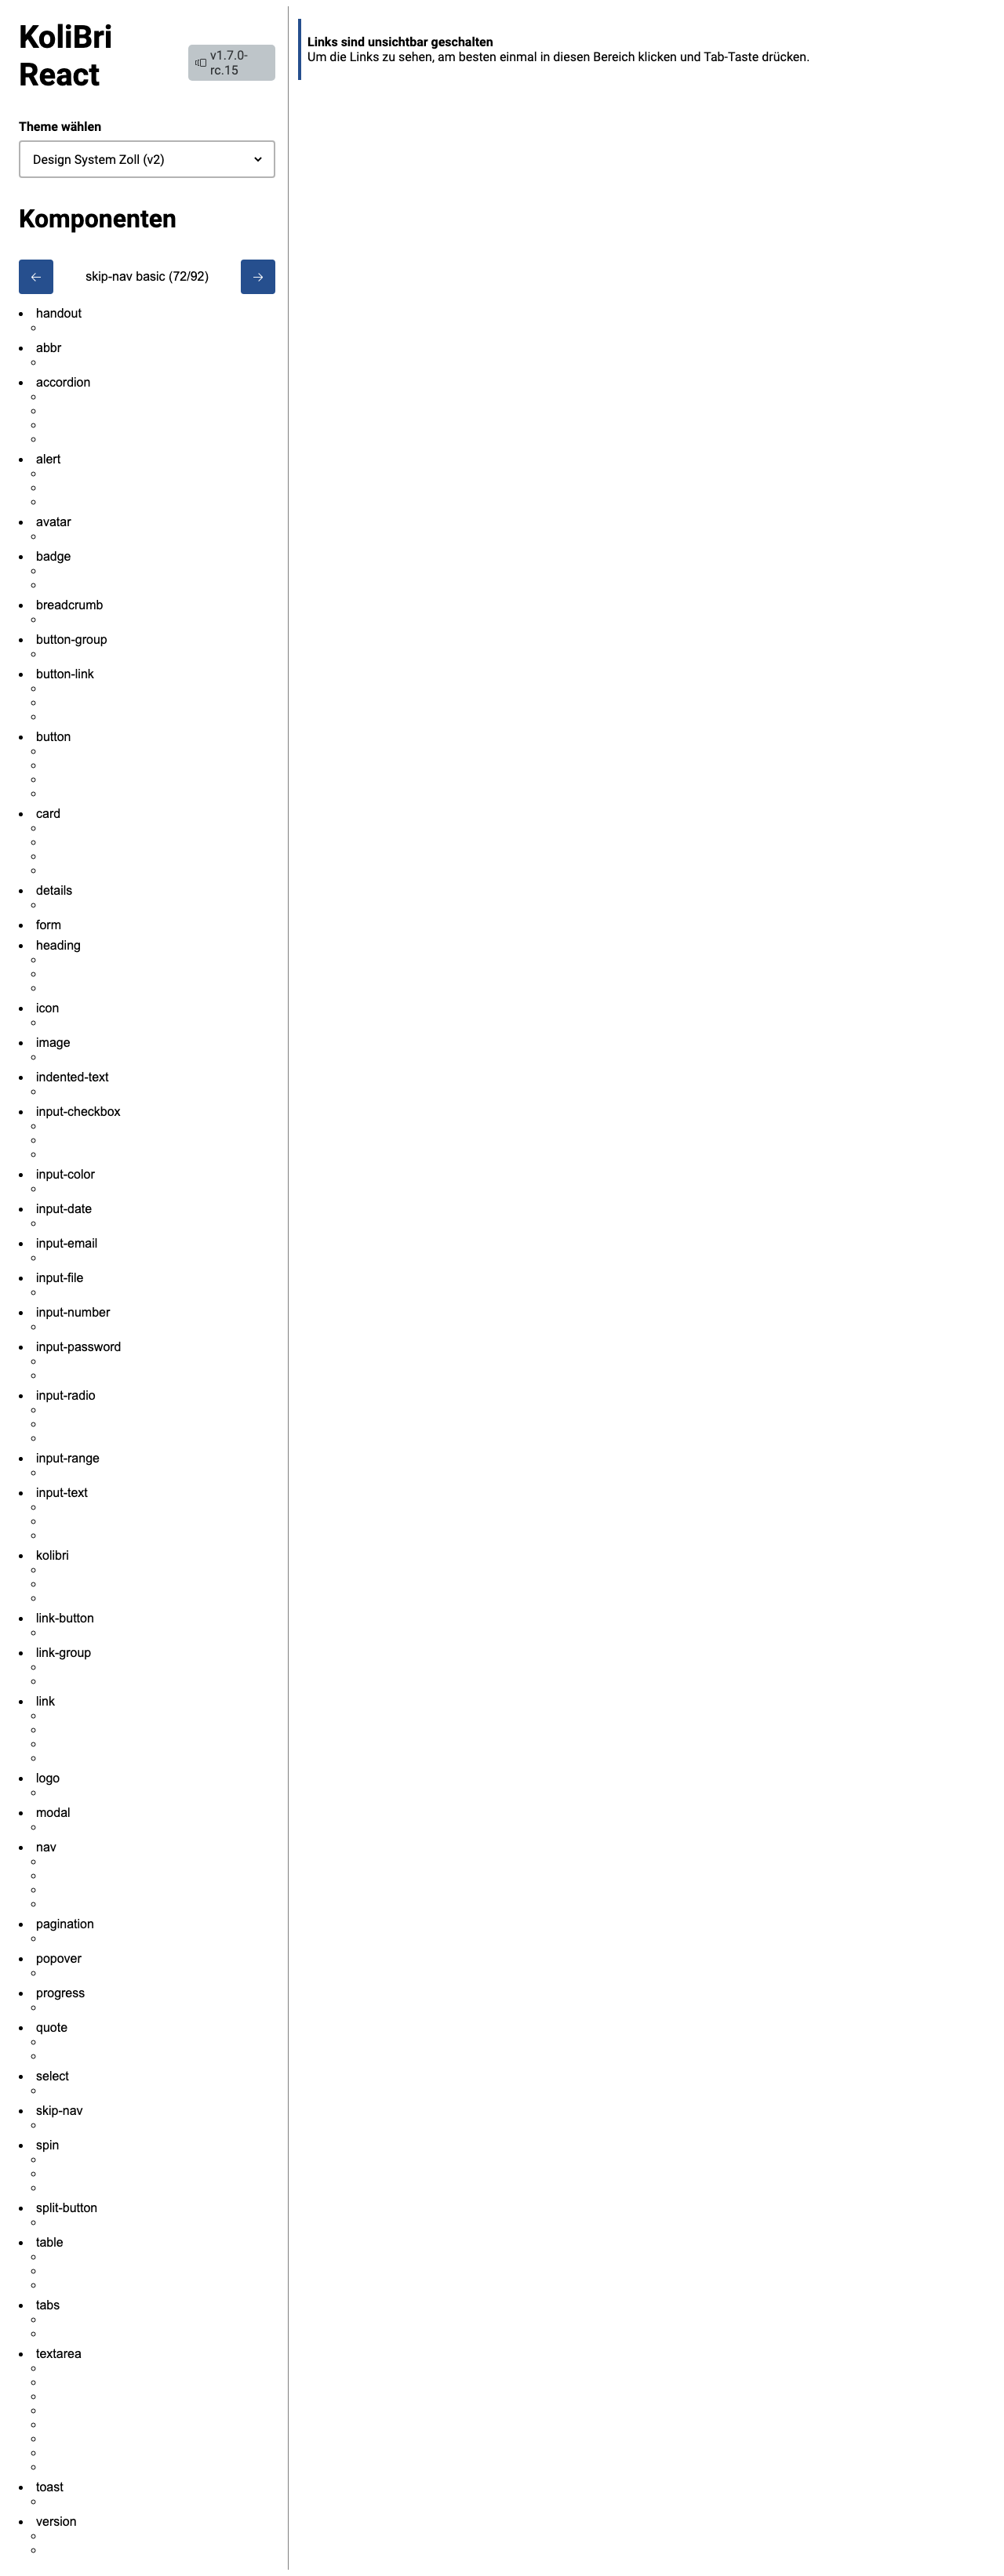 KoliBri
React
v1.7.0-
rc.15
Theme wählen
Design System Zoll (v2)
Komponenten
skip-nav basic (72/92)
handout
abbr
accordion
alert
avatar
badge
breadcrumb
button-group
button-link
button
card
details
form
heading
icon
image
indented-text
input-checkbox
input-color
input-date
input-email
input-file
input-number
input-password
input-radio
input-range
input-text
kolibri
link-button
link-group
link
logo
modal
nav
pagination
popover
progress
quote
select
skip-nav
spin
split-button
table
tabs
textarea
toast
version
Links sind unsichtbar geschalten
Um die Links zu sehen, am besten einmal in diesen Bereich klicken und Tab-Taste drücken.